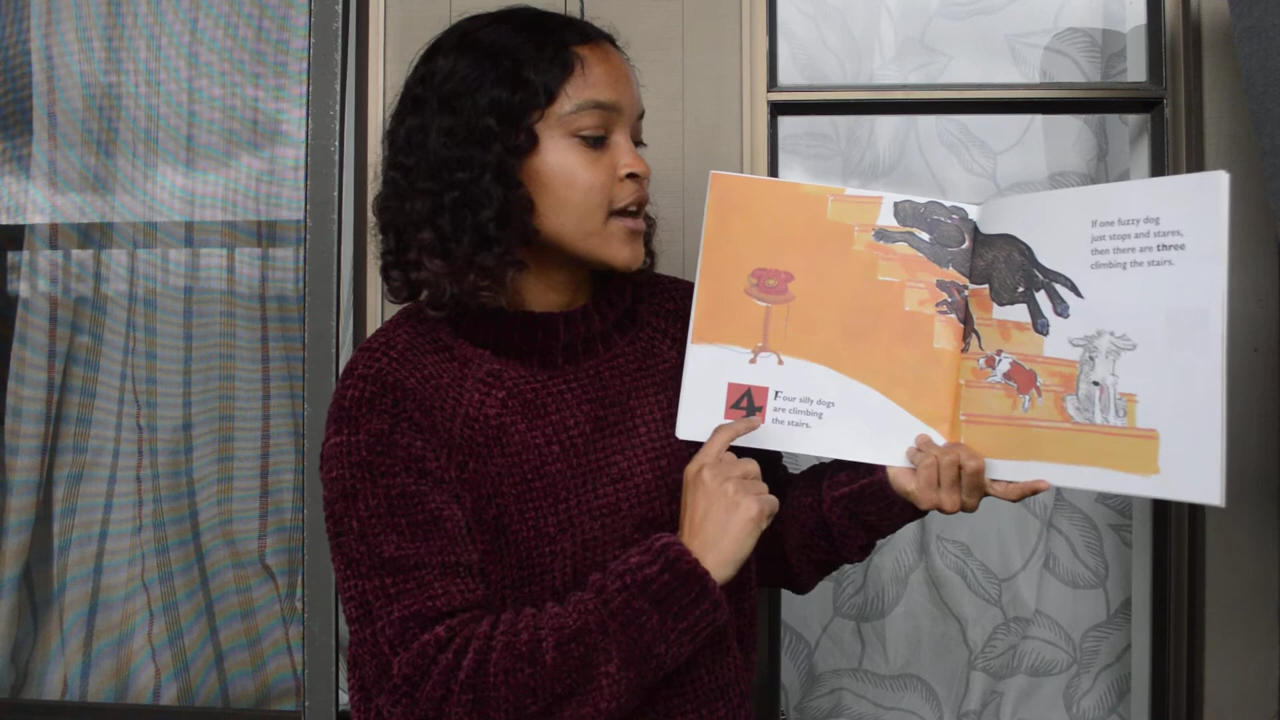 4
Four silly dogs
are climbing
the stairs.
If one fuzzy dog
just stops and stares,
then there are three
climbing the stairs.